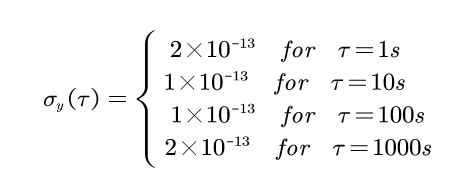 2×10⁻¹³ for τ=1s
1×10⁻¹³ for τ=10s
σ_y(τ) = {
1×10⁻¹³ for τ=100s
2×10⁻¹³ for τ=1000s